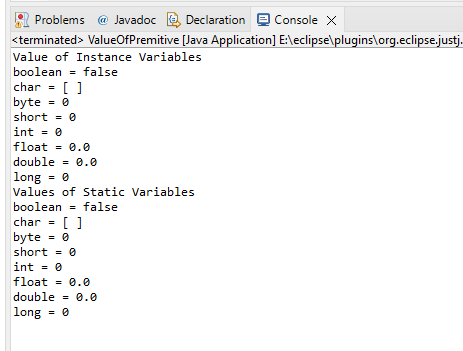 Problems Javadoc Declaration Console
<terminated> ValueOfPremitive [Java Application] E:\eclipse\plugins\org.eclipse.justj.
Value of Instance Variables
boolean = false
char = [ ]
byte = 0
short = 0
int = 0
float = 0.0
double = 0.0
long = 0
Values of Static Variables
boolean = false
char = [ ]
byte = 0
short = 0
int = 0
float = 0.0
double = 0.0
long = 0